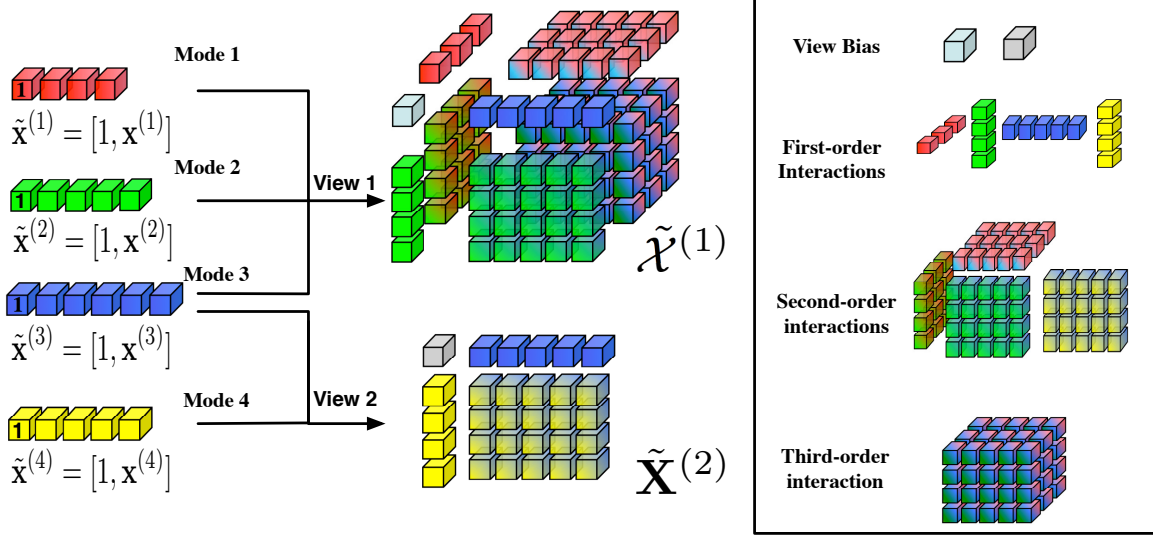 Mode 1
1
x̃^(1) = [1, x^(1)]
Mode 2
1
x̃^(2) = [1, x^(2)]
Mode 3
1
x̃^(3) = [1, x^(3)]
Mode 4
1
x̃^(4) = [1, x^(4)]
View 1
𝒳̃^(1)
View 2
X̃^(2)
View Bias
First-order
Interactions
Second-order
interactions
Third-order
interaction